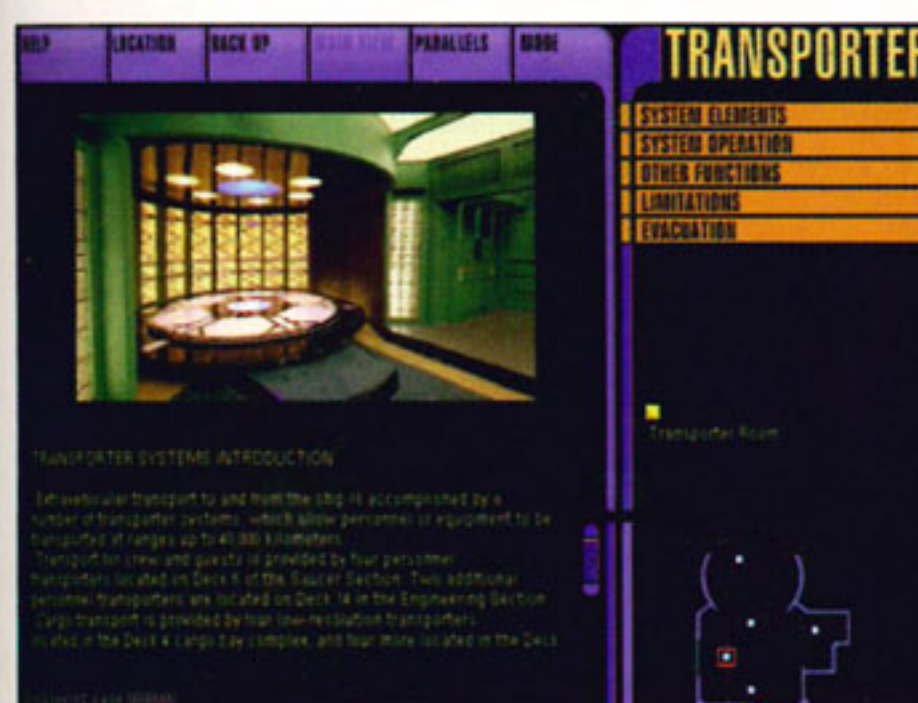 HELP
LOCATION
BACK UP
MAIN VIEW
PARALLELS
MODE
TRANSPORTER
SYSTEM ELEMENTS
SYSTEM OPERATION
OTHER FUNCTIONS
LIMITATIONS
EVACUATION
Transporter Room
TRANSPORTER SYSTEMS INTRODUCTION
Extravehicular transport to and from the ship is accomplished by a
number of transporter systems, which allow personnel or equipment to be
transported at ranges up to 40,000 kilometers.
Transport for crew and guests is provided by four personnel
transporters located on Deck 6 of the Saucer Section. Two additional
personnel transporters are located on Deck 14 in the Engineering Section.
Cargo transport is provided by four low-resolution transporters
located in the Deck 4 cargo bay complex, and four more located in the Deck